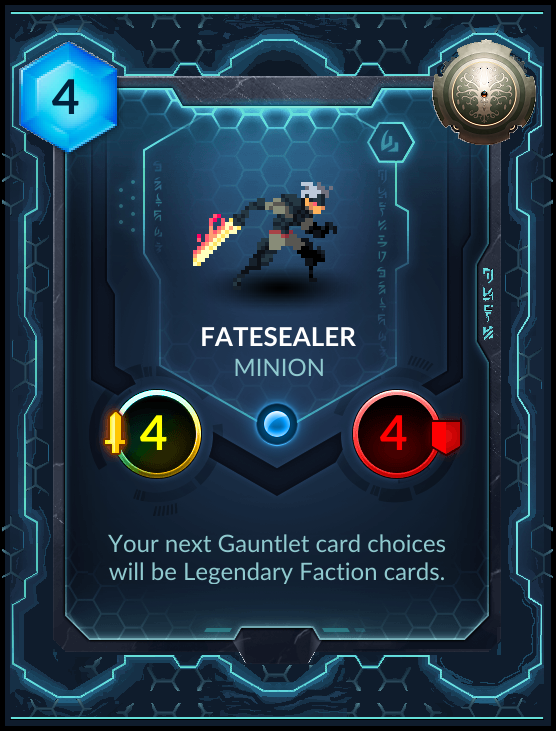 4
FATESEALER
MINION
4
4
Your next Gauntlet card choices
will be Legendary Faction cards.